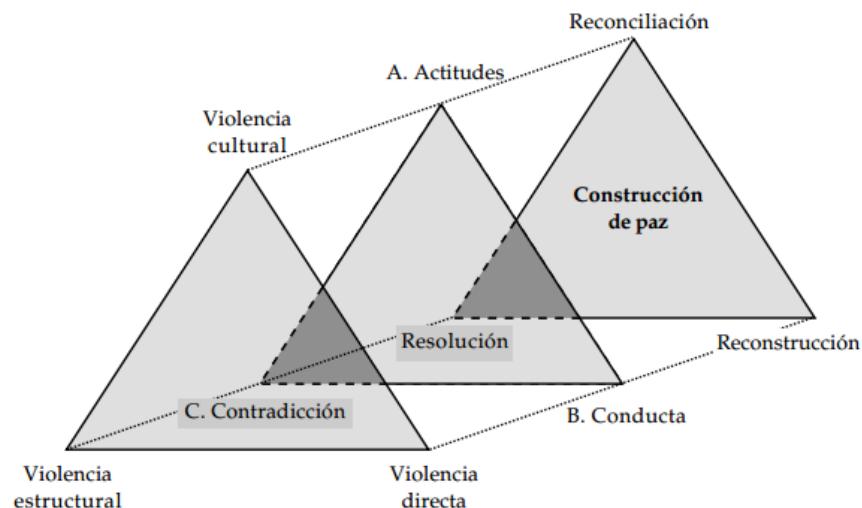 Reconciliación
A. Actitudes
Violencia
cultural
Construcción
de paz
Resolución
Reconstrucción
C. Contradicción
B. Conducta
Violencia
estructural
Violencia
directa